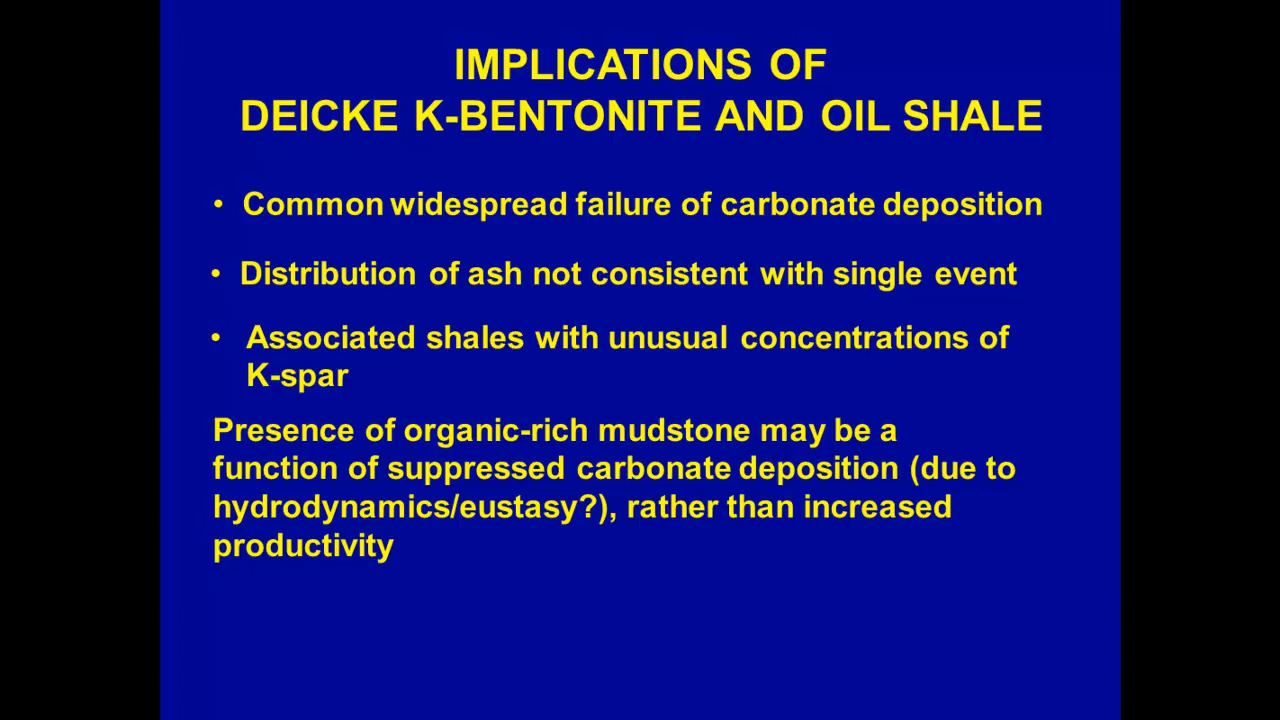 IMPLICATIONS OF
DEICKE K-BENTONITE AND OIL SHALE
• Common widespread failure of carbonate deposition
• Distribution of ash not consistent with single event
• Associated shales with unusual concentrations of
K-spar
Presence of organic-rich mudstone may be a
function of suppressed carbonate deposition (due to
hydrodynamics/eustasy?), rather than increased
productivity